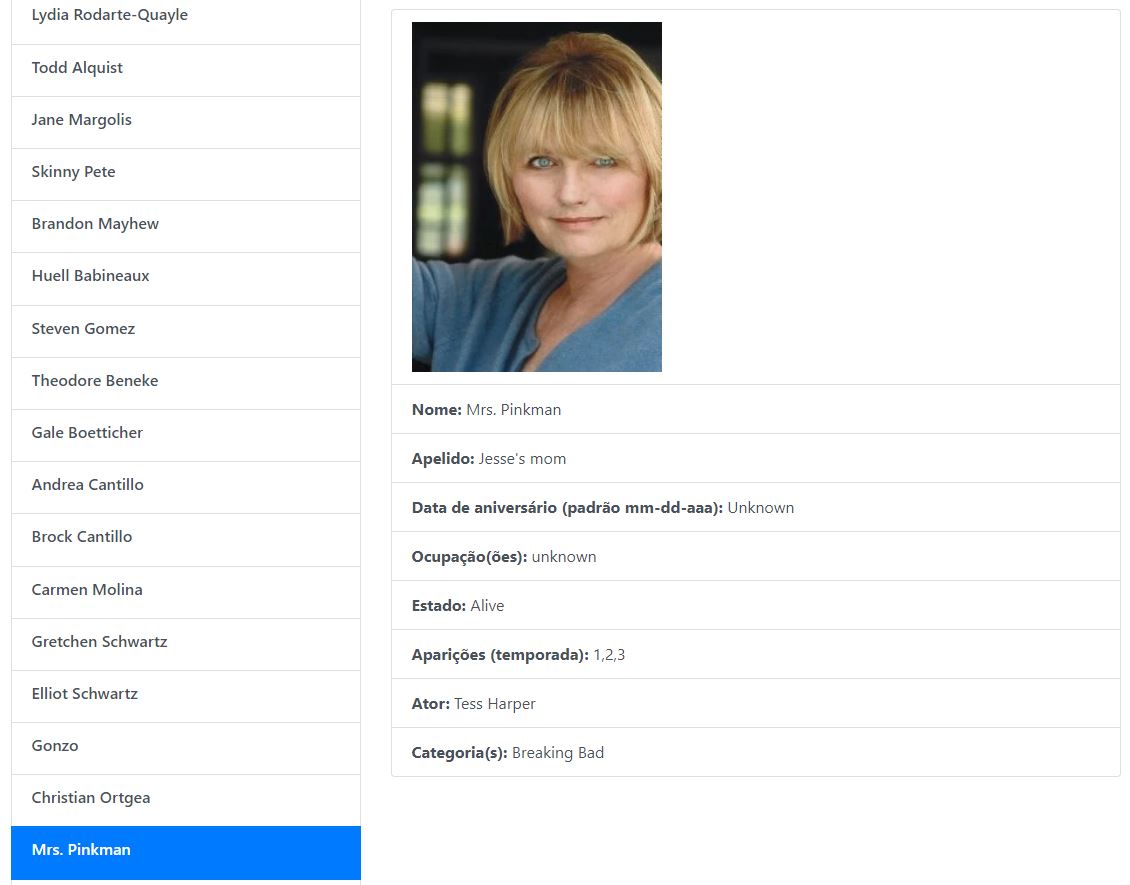 Lydia Rodarte-Quayle
Todd Alquist
Jane Margolis
Skinny Pete
Brandon Mayhew
Huell Babineaux
Steven Gomez
Theodore Beneke
Gale Boetticher
Andrea Cantillo
Brock Cantillo
Carmen Molina
Gretchen Schwartz
Elliot Schwartz
Gonzo
Christian Ortgea
Mrs. Pinkman
Nome: Mrs. Pinkman
Apelido: Jesse's mom
Data de aniversário (padrão mm-dd-aaa): Unknown
Ocupação(ões): unknown
Estado: Alive
Aparições (temporada): 1,2,3
Ator: Tess Harper
Categoria(s): Breaking Bad